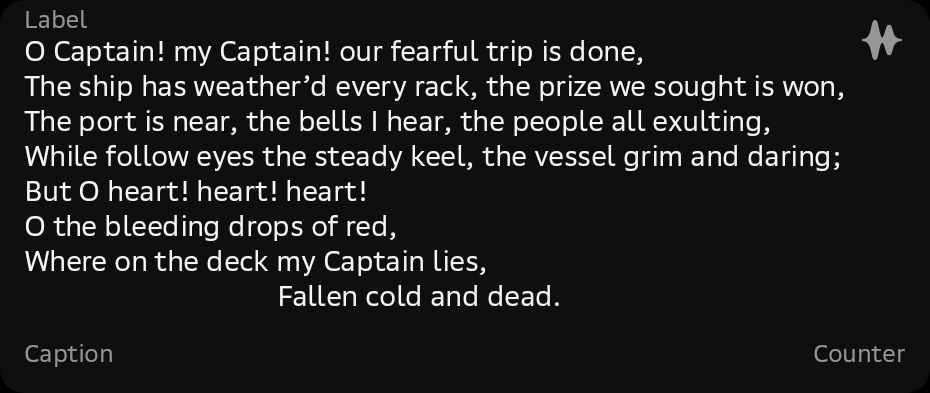 Label
O Captain! my Captain! our fearful trip is done,
The ship has weather’d every rack, the prize we sought is won,
The port is near, the bells I hear, the people all exulting,
While follow eyes the steady keel, the vessel grim and daring;
But O heart! heart! heart!
O the bleeding drops of red,
Where on the deck my Captain lies,
Fallen cold and dead.
Caption
Counter